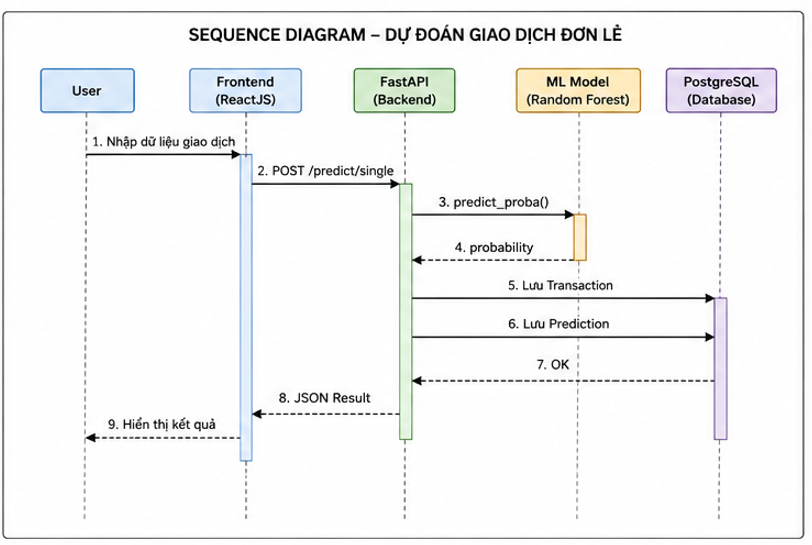 SEQUENCE DIAGRAM – DỰ ĐOÁN GIAO DỊCH ĐƠN LẺ
User
Frontend
(ReactJS)
FastAPI
(Backend)
ML Model
(Random Forest)
PostgreSQL
(Database)
1. Nhập dữ liệu giao dịch
2. POST /predict/single
3. predict_proba()
4. probability
5. Lưu Transaction
6. Lưu Prediction
7. OK
8. JSON Result
9. Hiển thị kết quả